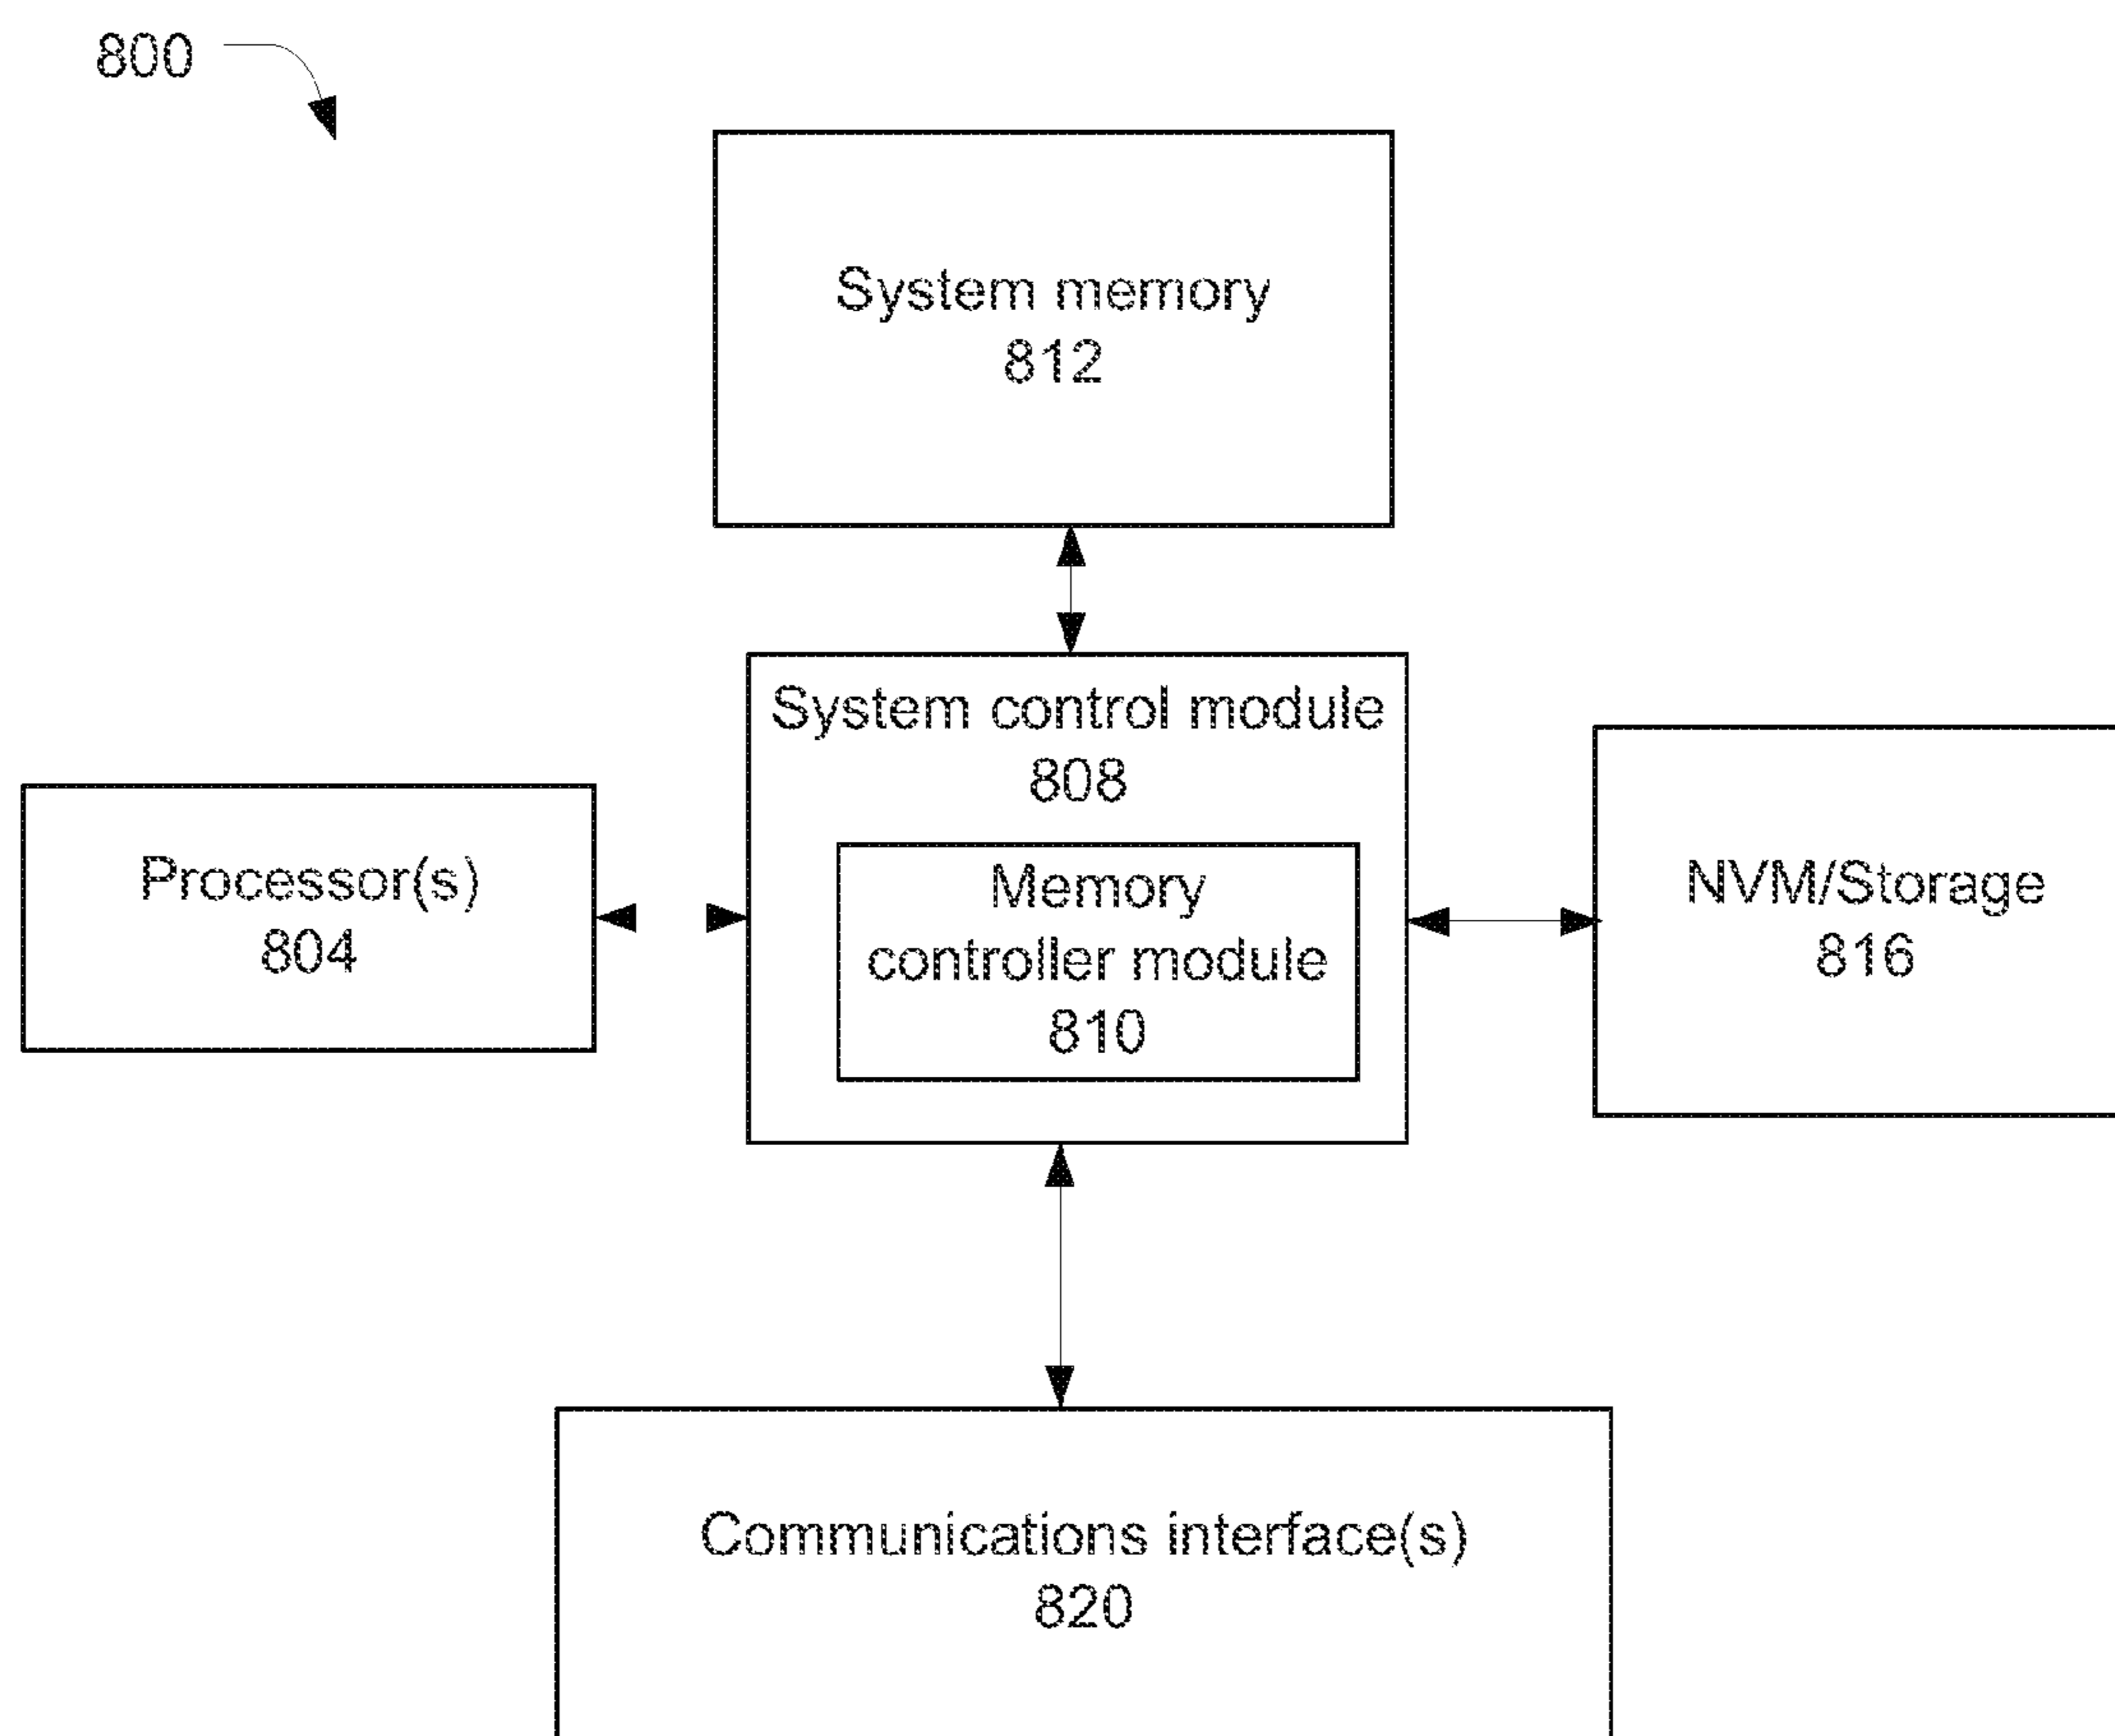 800
System memory
812
System control module
808
Memory
controller module
810
Processor(s)
804
NVM/Storage
816
Communications interface(s)
820